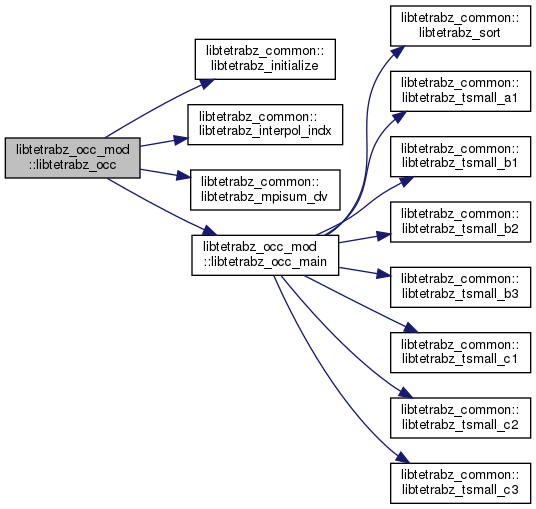 libtetrabz_occ_mod
::libtetrabz_occ
libtetrabz_common::
libtetrabz_initialize
libtetrabz_common::
libtetrabz_interpol_indx
libtetrabz_common::
libtetrabz_mpisum_dv
libtetrabz_occ_mod
::libtetrabz_occ_main
libtetrabz_common::
libtetrabz_sort
libtetrabz_common::
libtetrabz_tsmall_a1
libtetrabz_common::
libtetrabz_tsmall_b1
libtetrabz_common::
libtetrabz_tsmall_b2
libtetrabz_common::
libtetrabz_tsmall_b3
libtetrabz_common::
libtetrabz_tsmall_c1
libtetrabz_common::
libtetrabz_tsmall_c2
libtetrabz_common::
libtetrabz_tsmall_c3